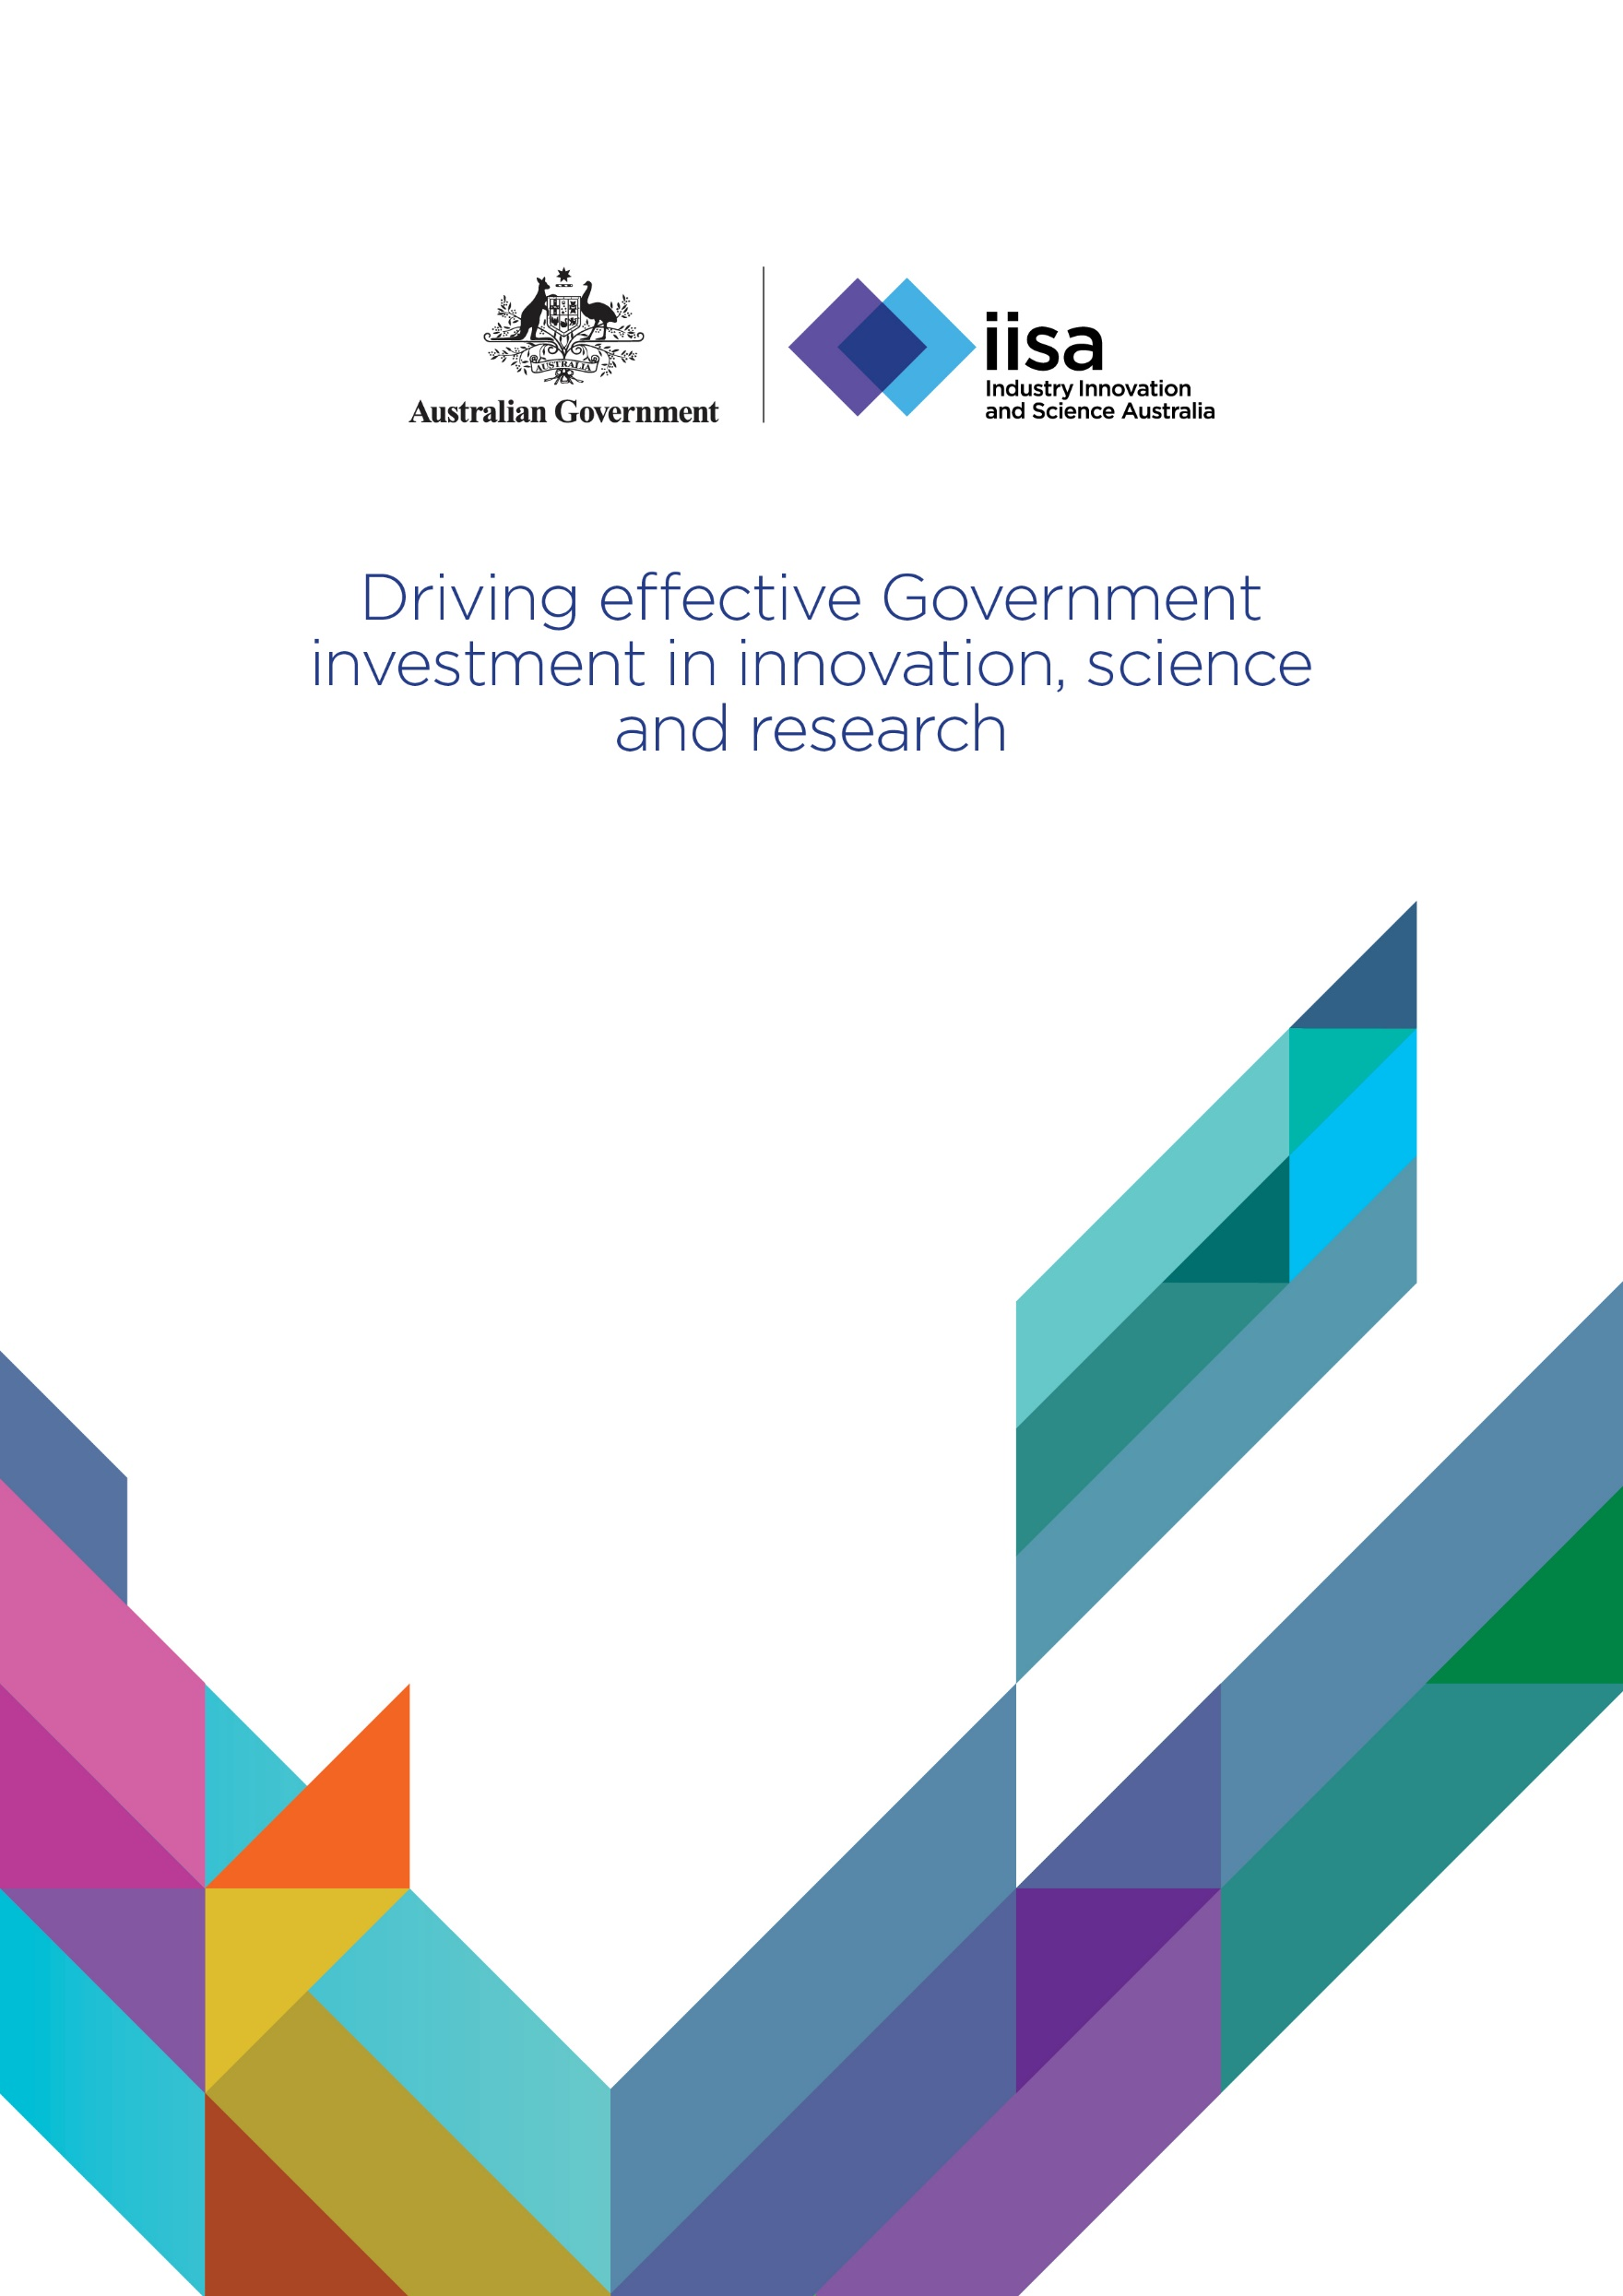 AUSTRALIA
Australian Government
iisa
Industry Innovation
and Science Australia
Driving effective Government
investment in innovation, science
and research